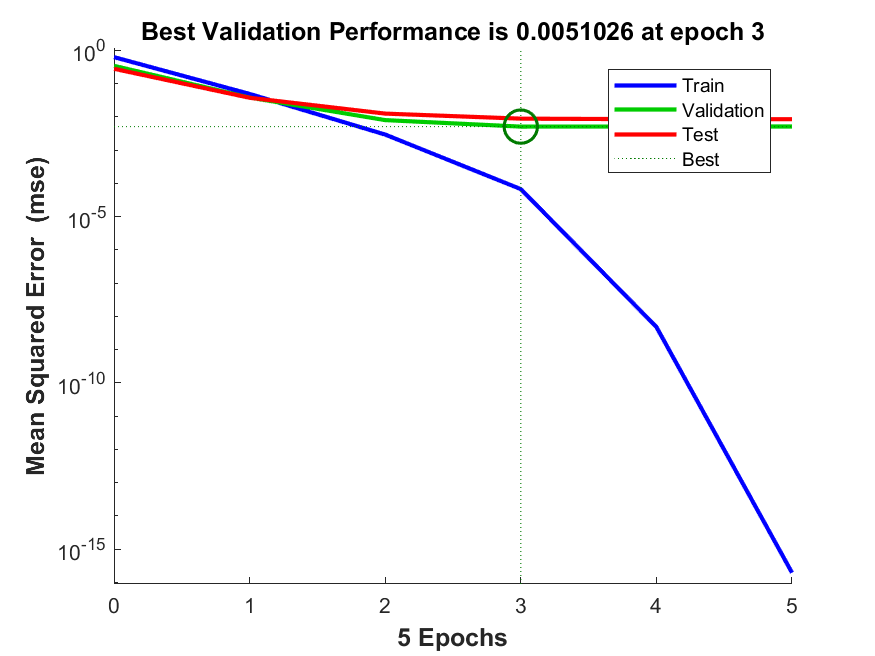 Best Validation Performance is 0.0051026 at epoch 3
Mean Squared Error  (mse)
10^0
10^-5
10^-10
10^-15
Train
Validation
Test
Best
0 1 2 3 4 5
5 Epochs